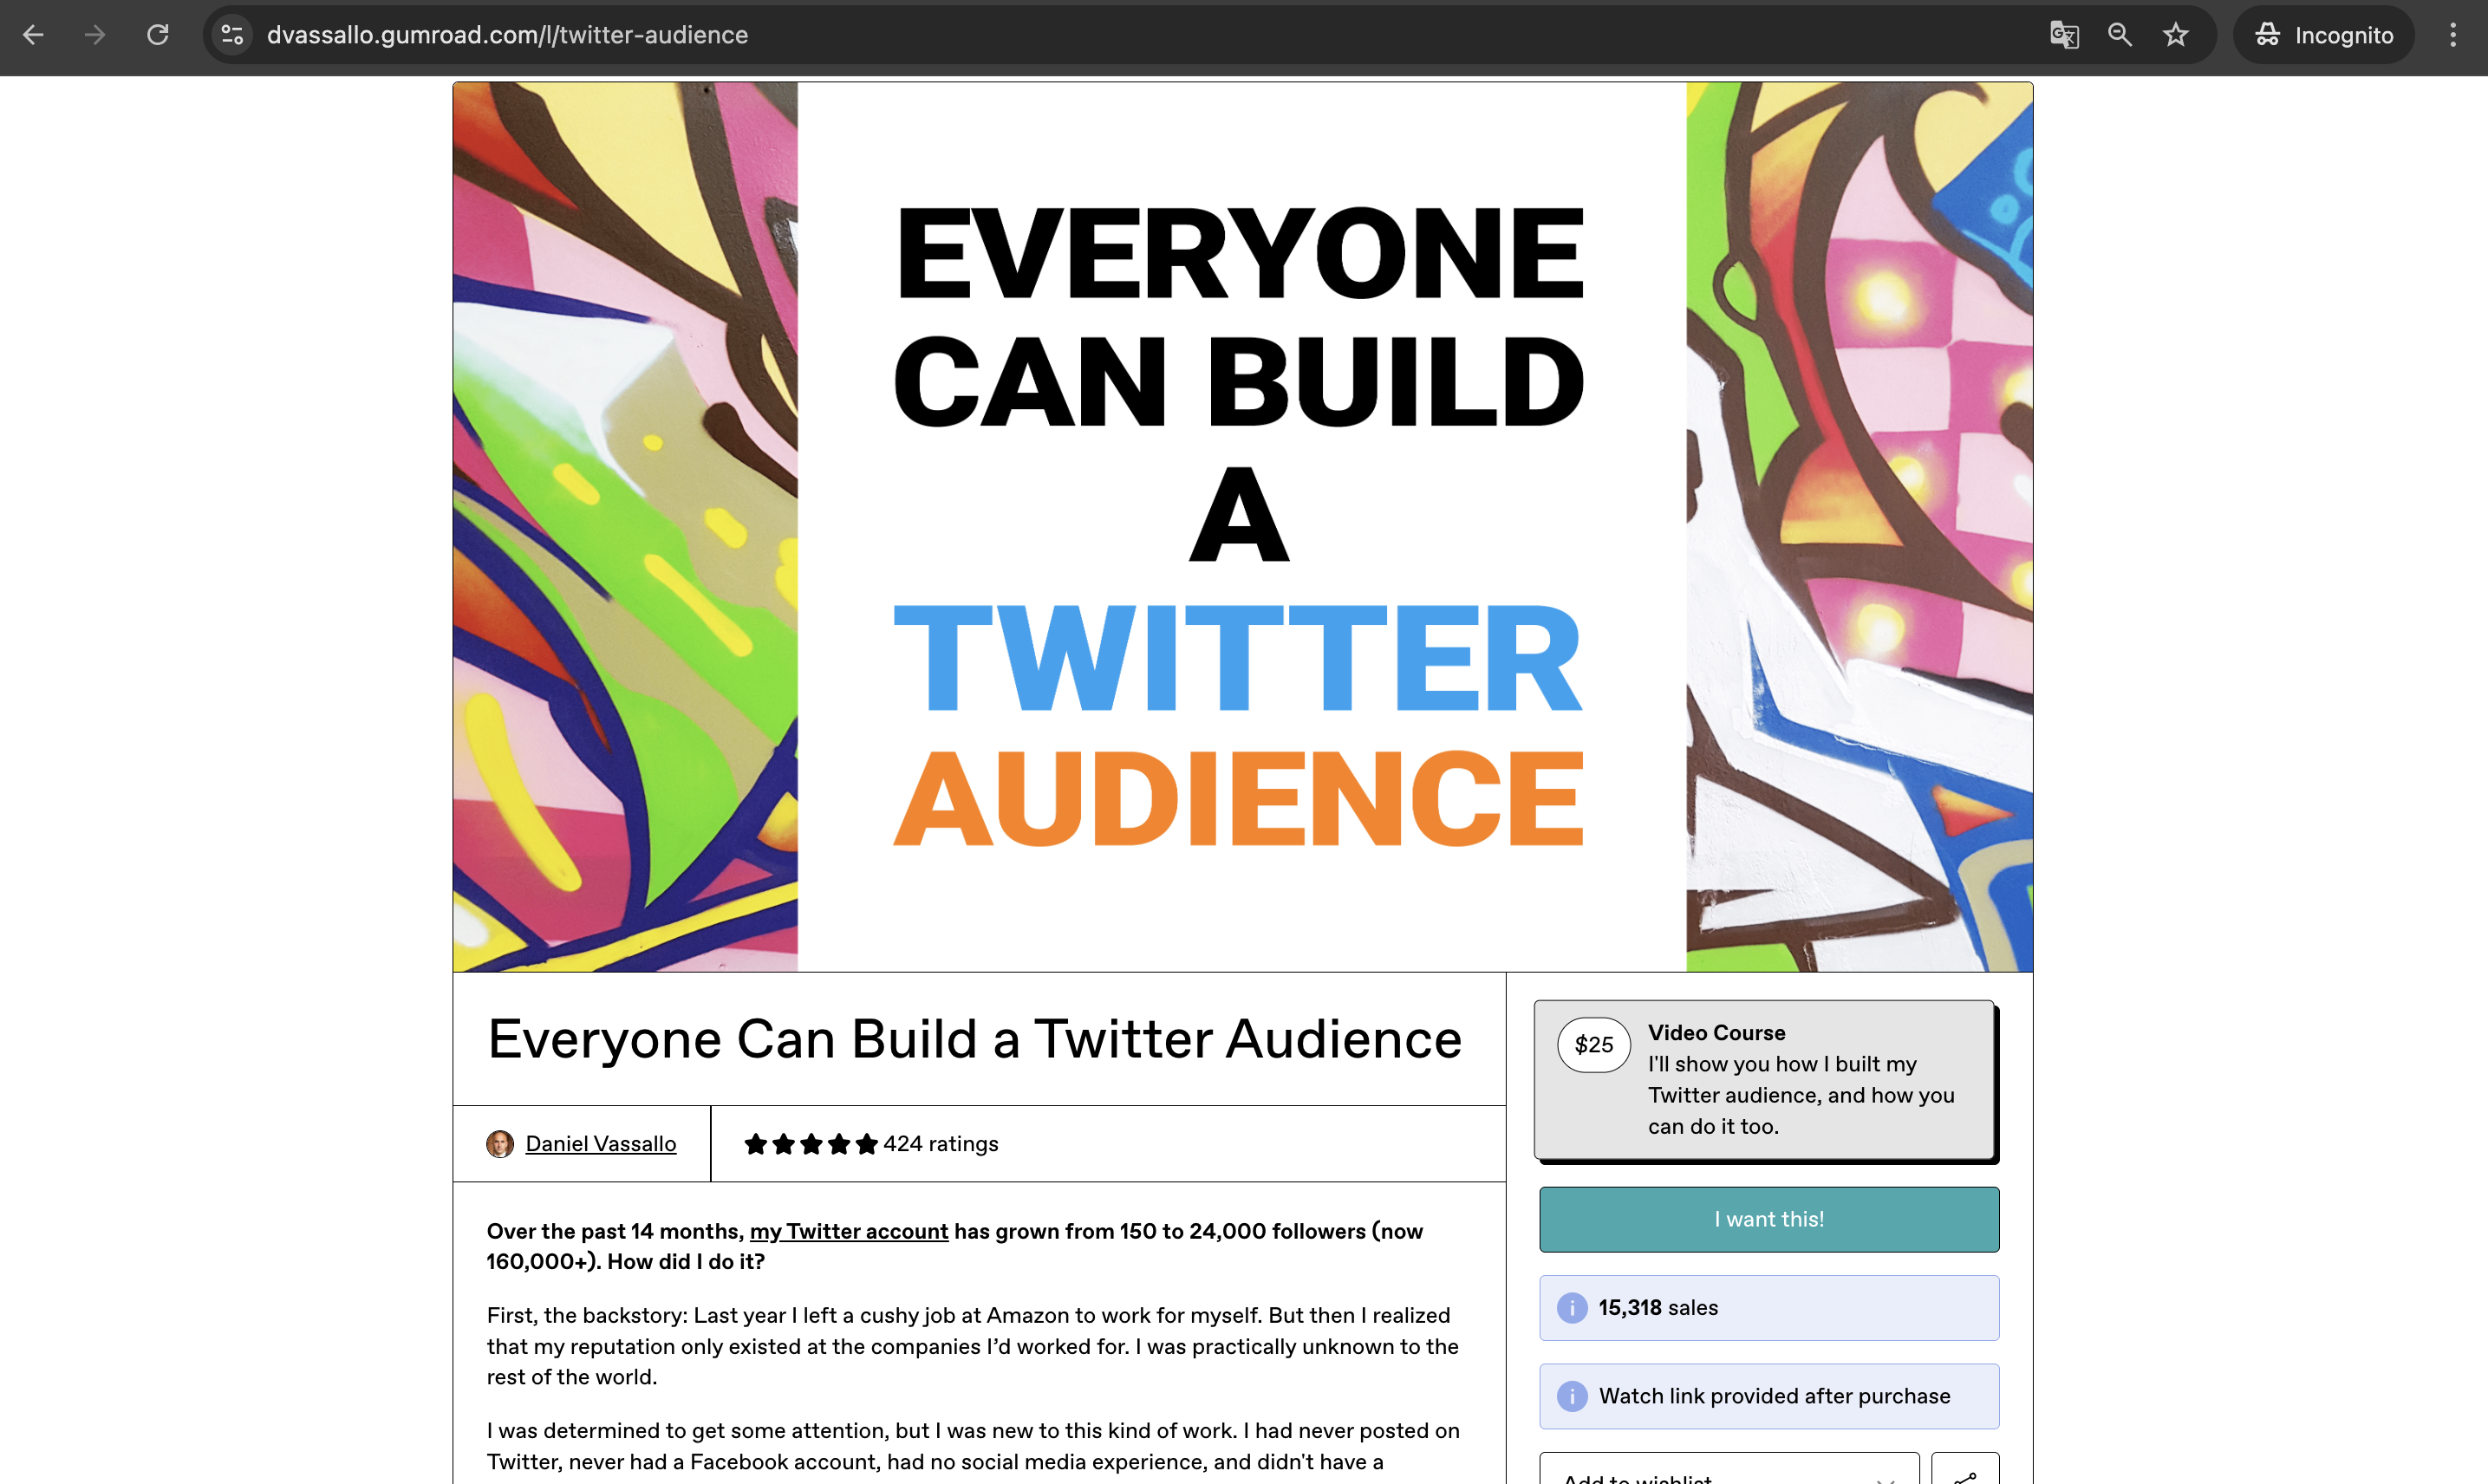 dvassallo.gumroad.com/l/twitter-audience
Incognito
EVERYONE
CAN BUILD
A
TWITTER
AUDIENCE
Everyone Can Build a Twitter Audience
Daniel Vassallo
424 ratings
Over the past 14 months, my Twitter account has grown from 150 to 24,000 followers (now
160,000+). How did I do it?
First, the backstory: Last year I left a cushy job at Amazon to work for myself. But then I realized
that my reputation only existed at the companies I’d worked for. I was practically unknown to the
rest of the world.
I was determined to get some attention, but I was new to this kind of work. I had never posted on
Twitter, never had a Facebook account, had no social media experience, and didn't have a
$25
Video Course
I'll show you how I built my
Twitter audience, and how you
can do it too.
I want this!
15,318 sales
Watch link provided after purchase
Add to wishlist